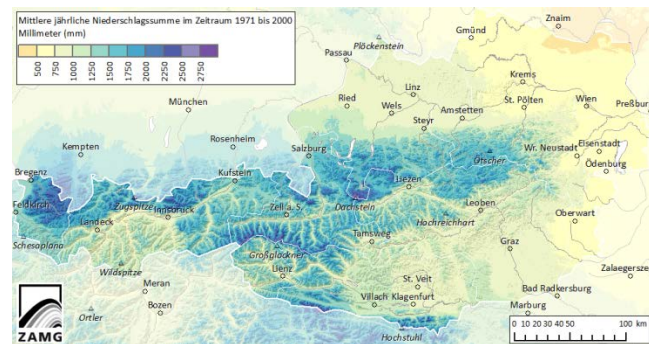 Mittlere jährliche Niederschlagssumme im Zeitraum 1971 bis 2000
Millimeter (mm)
500
750
1000
1250
1500
1750
2000
2250
2500
2750
Znaim
Gmünd
Plöckenstein
Passau
Krems
Linz
München
Ried
Wels
Amstetten
St. Pölten
Wien
Preßbur
Steyr
Rosenheim
Salzburg
Kempten
Wr. Neustadt
Eisenstadt
Ötscher
Ödenburg
Bregenz
Kufstein
Liezen
Feldkirch
Zugspitze
Innsbruck
Zell a. S.
Dachstein
Leoben
Landeck
Hochreichhart
Oberwart
Schesaplana
Tamsweg
Graz
Großglockner
Wildspitze
Lienz
Zalaegersze
Meran
St. Veit
Bad Radkersburg
Bozen
Villach
Klagenfurt
Marburg
Ortler
Hochstuhl
ZAMG
0 10 20 30 40 50 100 km